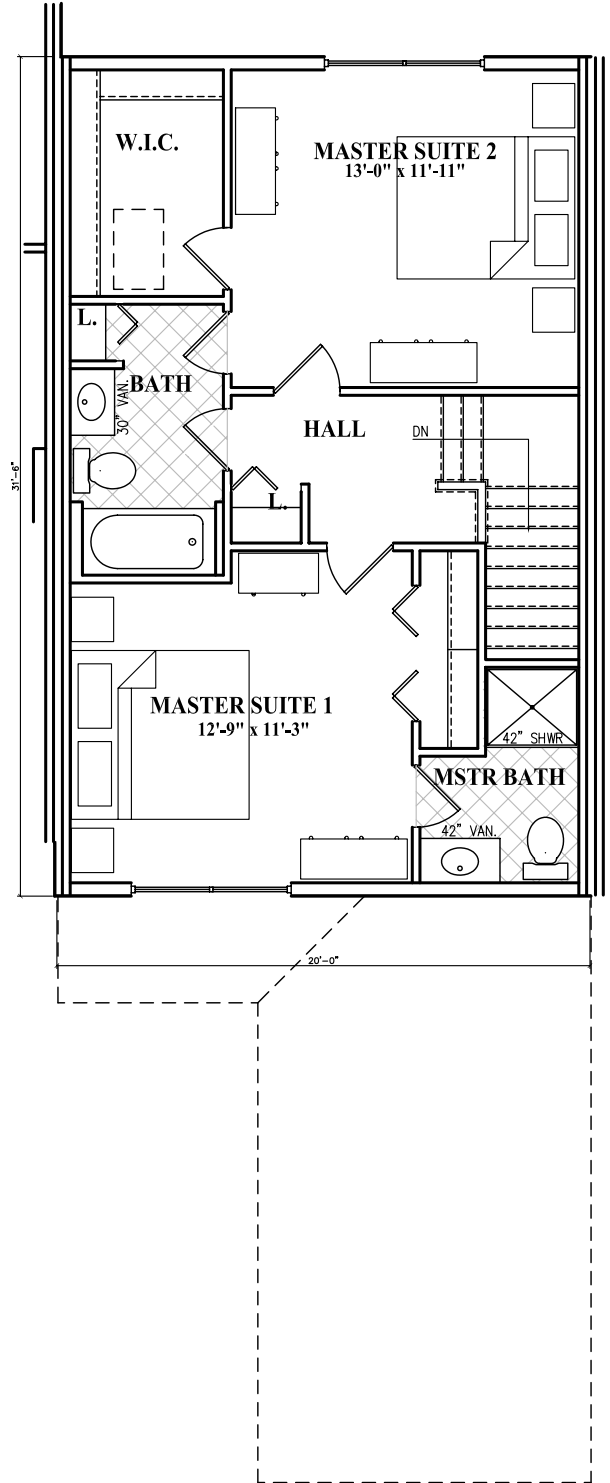 W.I.C.
MASTER SUITE 2
13'-0" x 11'-11"
L.
BATH
30" VAN.
HALL
DN
L.
31'-6"
MASTER SUITE 1
12'-9" x 11'-3"
42" SHWR
MSTR BATH
42" VAN.
20'-0"